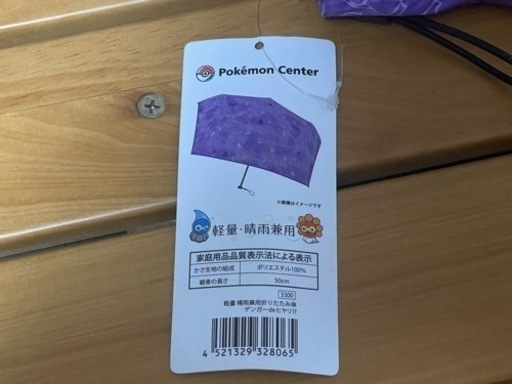 Pokémon Center
※画像はイメージです
軽量・晴雨兼用
家庭用品品質表示法による表示
かさ生地の組成 ポリエステル100%
親骨の長さ 50cm
3300
軽量 晴雨兼用折りたたみ傘
ゲンガーdeヒヤリ!!
4 521329 328065